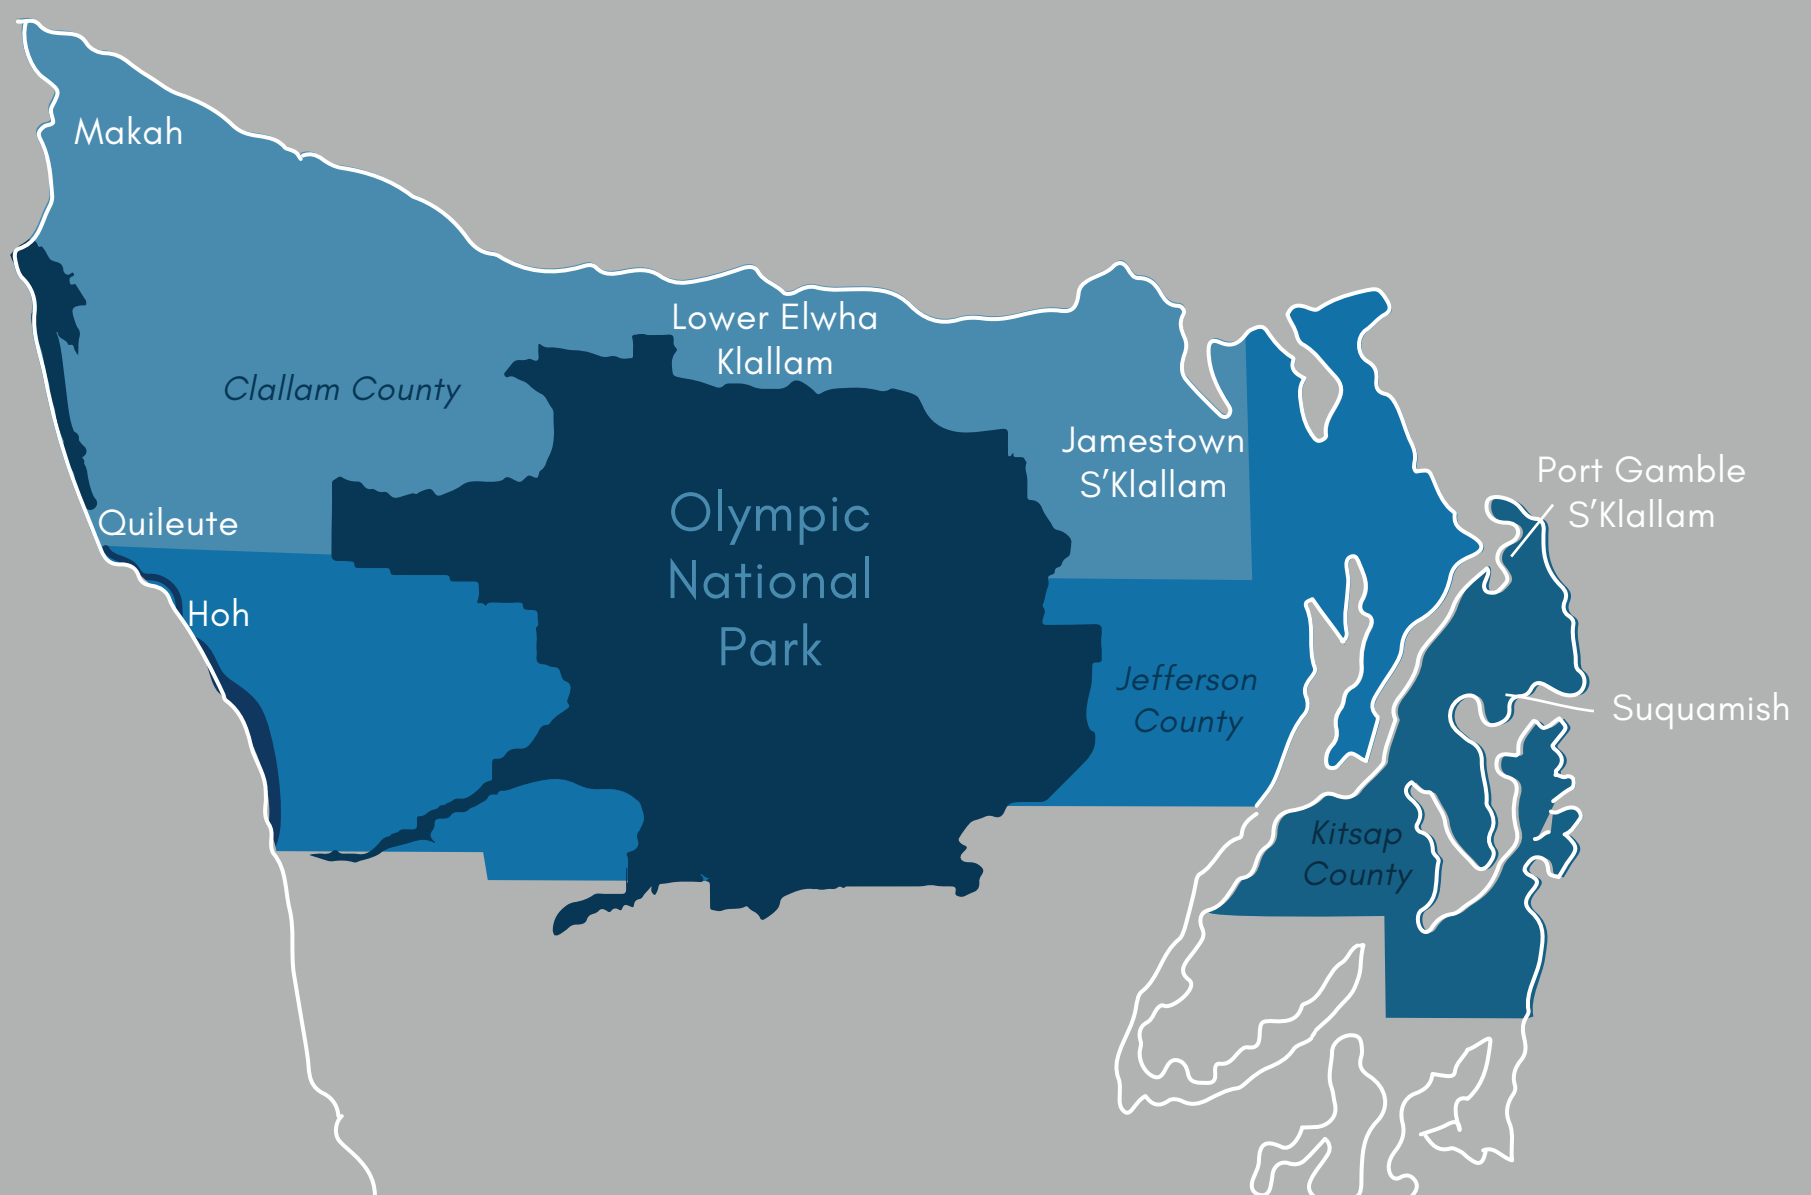 Makah
Lower Elwha
Klallam
Clallam County
Jamestown
S’Klallam
Port Gamble
S’Klallam
Olympic
National
Park
Quileute
Hoh
Jefferson
County
Suquamish
Kitsap
County